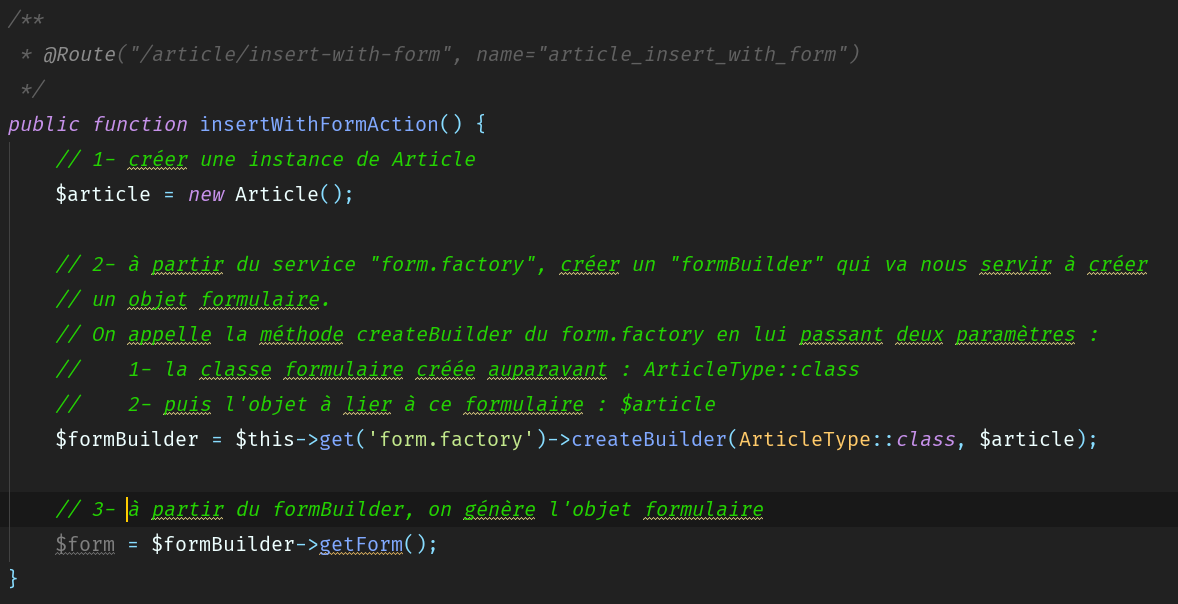 /**
 * @Route("/article/insert-with-form", name="article_insert_with_form")
 */
public function insertWithFormAction() {
    // 1- créer une instance de Article
    $article = new Article();

    // 2- à partir du service "form.factory", créer un "formBuilder" qui va nous servir à créer
    // un objet formulaire.
    // On appelle la méthode createBuilder du form.factory en lui passant deux paramètres :
    //    1- la classe formulaire créée auparavant : ArticleType::class
    //    2- puis l'objet à lier à ce formulaire : $article
    $formBuilder = $this->get('form.factory')->createBuilder(ArticleType::class, $article);

    // 3- à partir du formBuilder, on génère l'objet formulaire
    $form = $formBuilder->getForm();
}